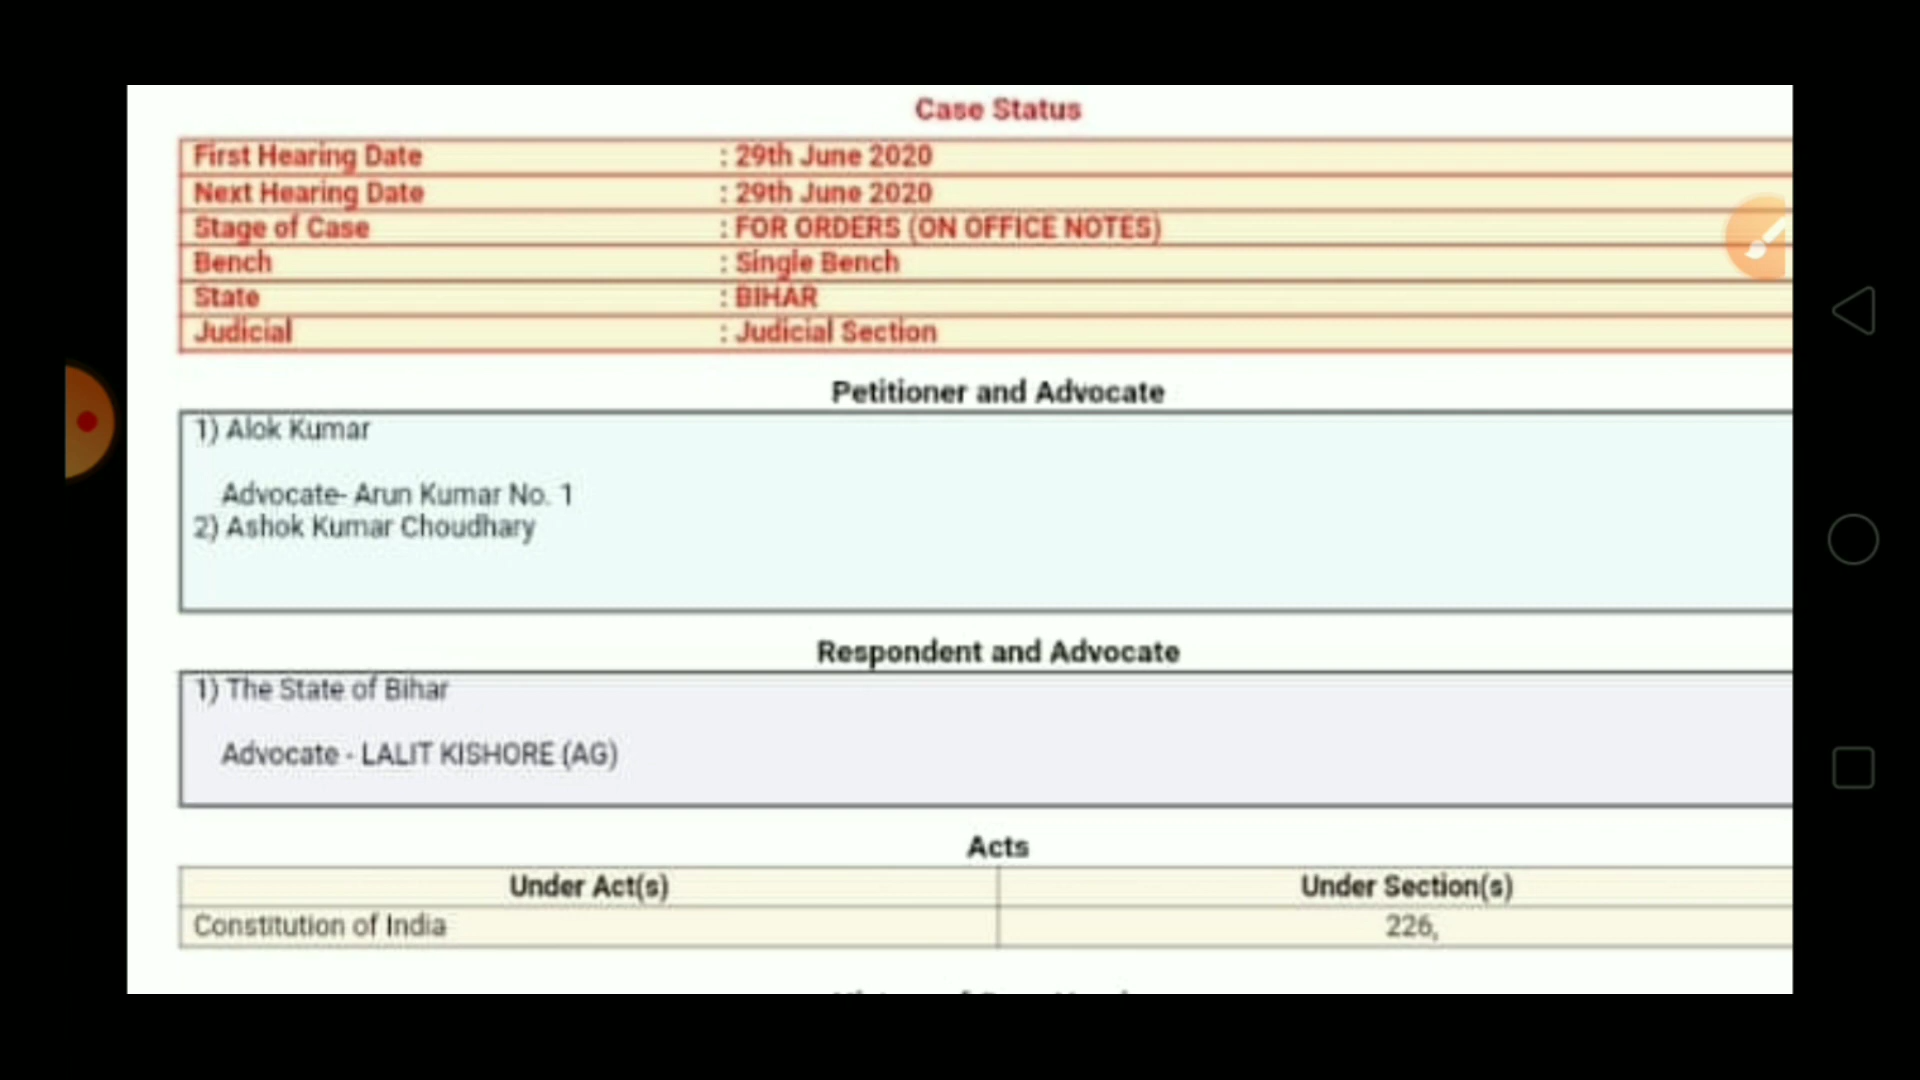 Case Status
First Hearing Date : 29th June 2020
Next Hearing Date : 29th June 2020
Stage of Case : FOR ORDERS (ON OFFICE NOTES)
Bench : Single Bench
State : BIHAR
Judicial : Judicial Section
Petitioner and Advocate
1) Alok Kumar
Advocate- Arun Kumar No. 1
2) Ashok Kumar Choudhary
Respondent and Advocate
1) The State of Bihar
Advocate - LALIT KISHORE (AG)
Acts
Under Act(s) Under Section(s)
Constitution of India 226,